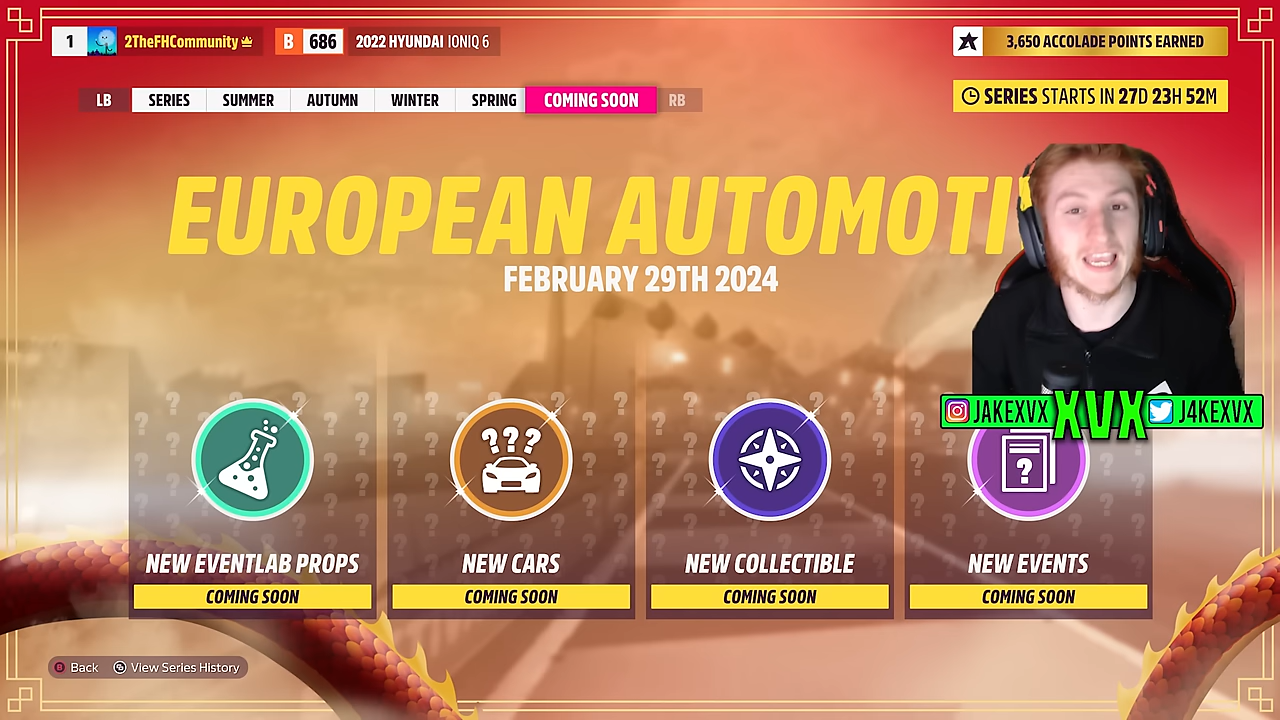 1 2TheFHCommunity B 686 2022 HYUNDAI IONIQ 6
3,650 ACCOLADE POINTS EARNED
LB SERIES SUMMER AUTUMN WINTER SPRING COMING SOON RB
SERIES STARTS IN 27D 23H 52M
EUROPEAN AUTOMOTI
FEBRUARY 29TH 2024
JAKEXVX XVX J4KEXVX
???
?
NEW EVENTLAB PROPS
COMING SOON
NEW CARS
COMING SOON
NEW COLLECTIBLE
COMING SOON
NEW EVENTS
COMING SOON
B Back View Series History